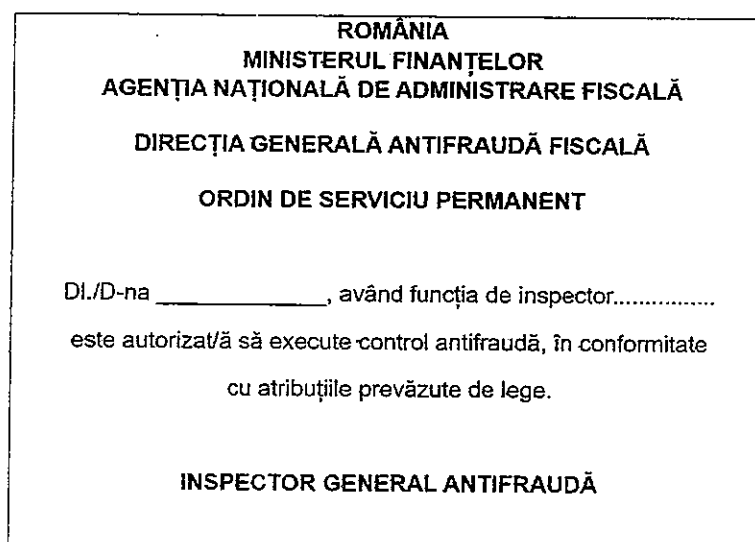 ROMÂNIA
MINISTERUL FINANȚELOR
AGENȚIA NAȚIONALĂ DE ADMINISTRARE FISCALĂ
DIRECȚIA GENERALĂ ANTIFRAUDĂ FISCALĂ
ORDIN DE SERVICIU PERMANENT
Dl./D-na _______________, având funcția de inspector.................
este autorizat/ă să execute control antifraudă, în conformitate
cu atribuțiile prevăzute de lege.
INSPECTOR GENERAL ANTIFRAUDĂ